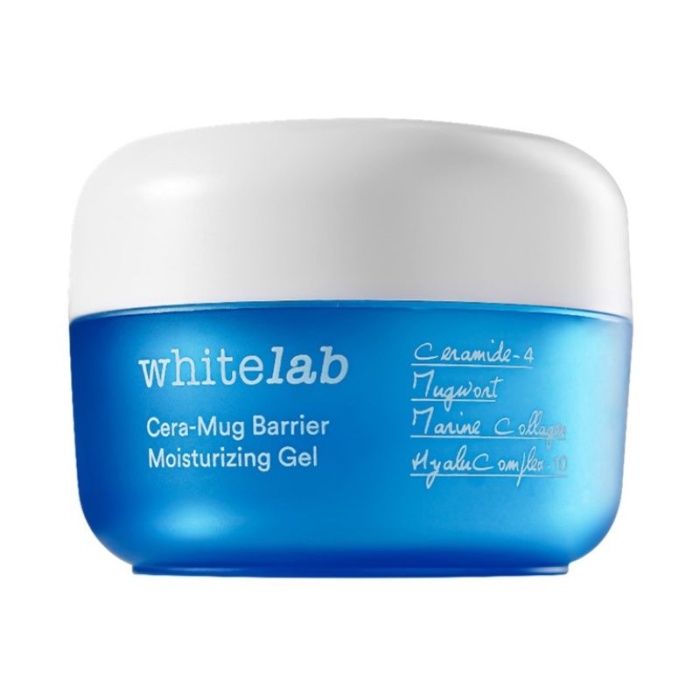 whitelab
Cera-Mug Barrier
Moisturizing Gel
Ceramide-4
Mugwort
Marine Collagen
HyaluComplex-10